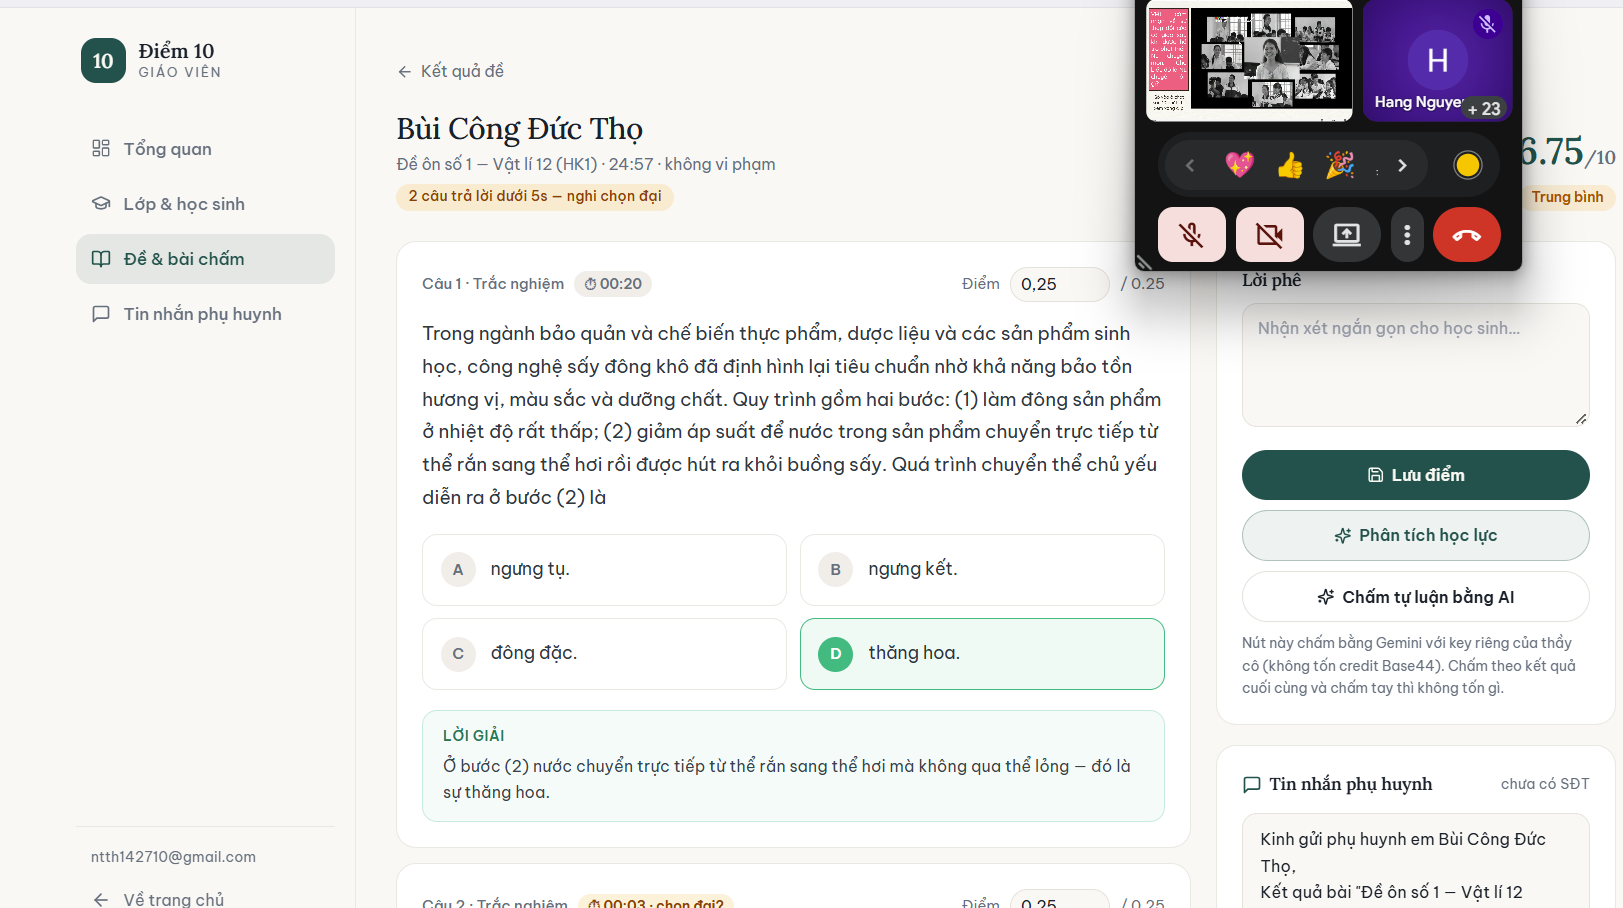 10
Điểm 10
GIÁO VIÊN
Tổng quan
Lớp & học sinh
Đề & bài chấm
Tin nhắn phụ huynh
ntth142710@gmail.com
Về trang chủ
Kết quả đề
Bùi Công Đức Thọ
Đề ôn số 1 — Vật lí 12 (HK1) · 24:57 · không vi phạm
2 câu trả lời dưới 5s — nghi chọn đại
Câu 1 · Trắc nghiệm 00:20 Điểm 0,25 / 0.25
Trong ngành bảo quản và chế biến thực phẩm, dược liệu và các sản phẩm sinh
học, công nghệ sấy đông khô đã định hình lại tiêu chuẩn nhờ khả năng bảo tồn
hương vị, màu sắc và dưỡng chất. Quy trình gồm hai bước: (1) làm đông sản phẩm
ở nhiệt độ rất thấp; (2) giảm áp suất để nước trong sản phẩm chuyển trực tiếp từ
thể rắn sang thể hơi rồi được hút ra khỏi buồng sấy. Quá trình chuyển thể chủ yếu
diễn ra ở bước (2) là
A ngưng tụ.
B ngưng kết.
C đông đặc.
D thăng hoa.
LỜI GIẢI
Ở bước (2) nước chuyển trực tiếp từ thể rắn sang thể hơi mà không qua thể lỏng — đó là
sự thăng hoa.
Câu 2 · Trắc nghiệm 00:03 · chọn đại? Điểm 0,25 / 0.25
H
Hang Nguye
+ 23
6.75/10
Trung bình
Lời phê
Nhận xét ngắn gọn cho học sinh...
Lưu điểm
Phân tích học lực
Chấm tự luận bằng AI
Nút này chấm bằng Gemini với key riêng của thầy
cô (không tốn credit Base44). Chấm theo kết quả
cuối cùng và chấm tay thì không tốn gì.
Tin nhắn phụ huynh chưa có SĐT
Kinh gửi phụ huynh em Bùi Công Đức
Thọ,
Kết quả bài "Đề ôn số 1 — Vật lí 12